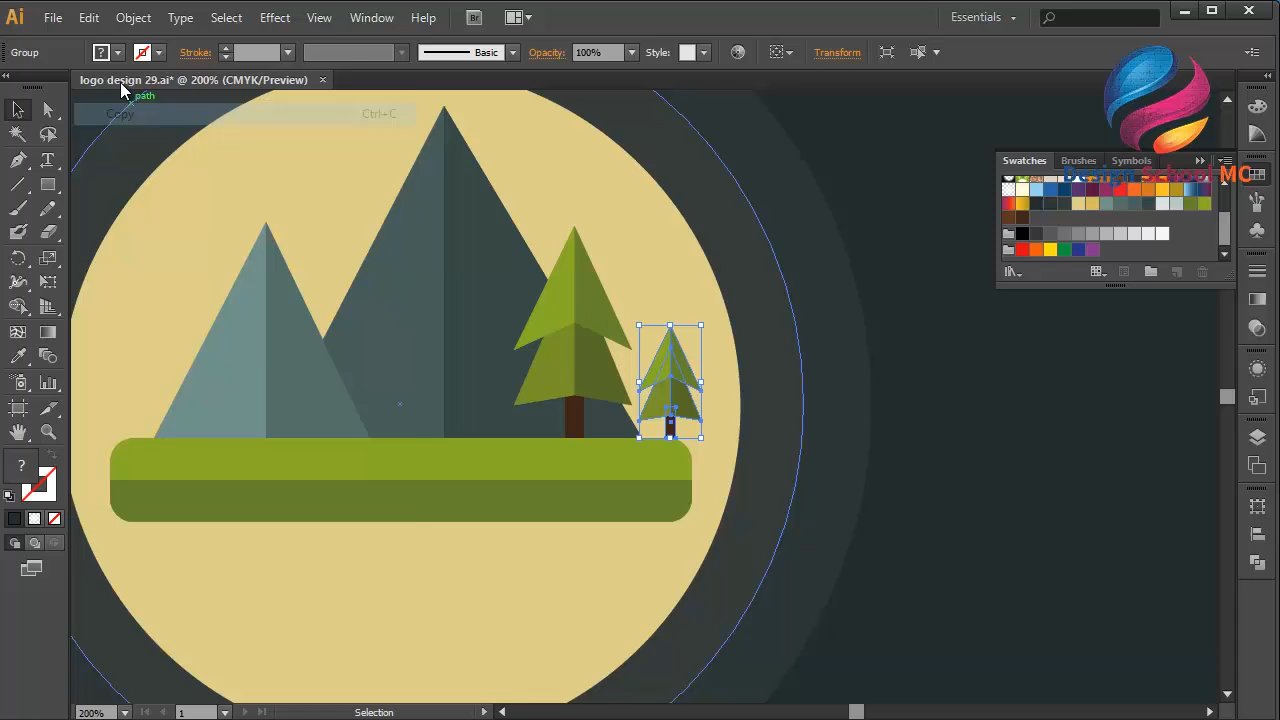 Ai File Edit Object Type Select Effect View Window Help Br Essentials
Group ? Stroke: Basic Opacity: 100% Style: Transform
logo design 29.ai* @ 200% (CMYK/Preview)
path
Copy Ctrl+C
Swatches Brushes Symbols
Design School MC
?
200% 1 Selection